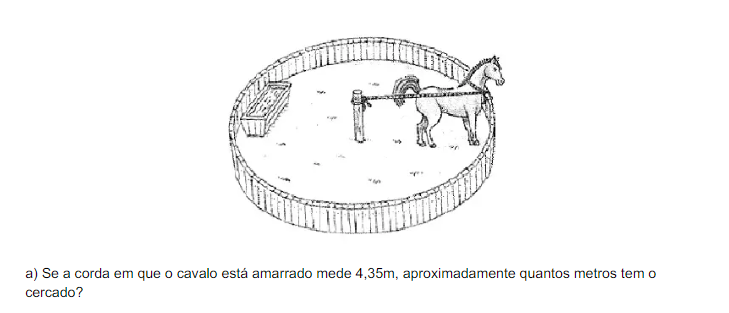 a) Se a corda em que o cavalo está amarrado mede 4,35m, aproximadamente quantos metros tem o
cercado?